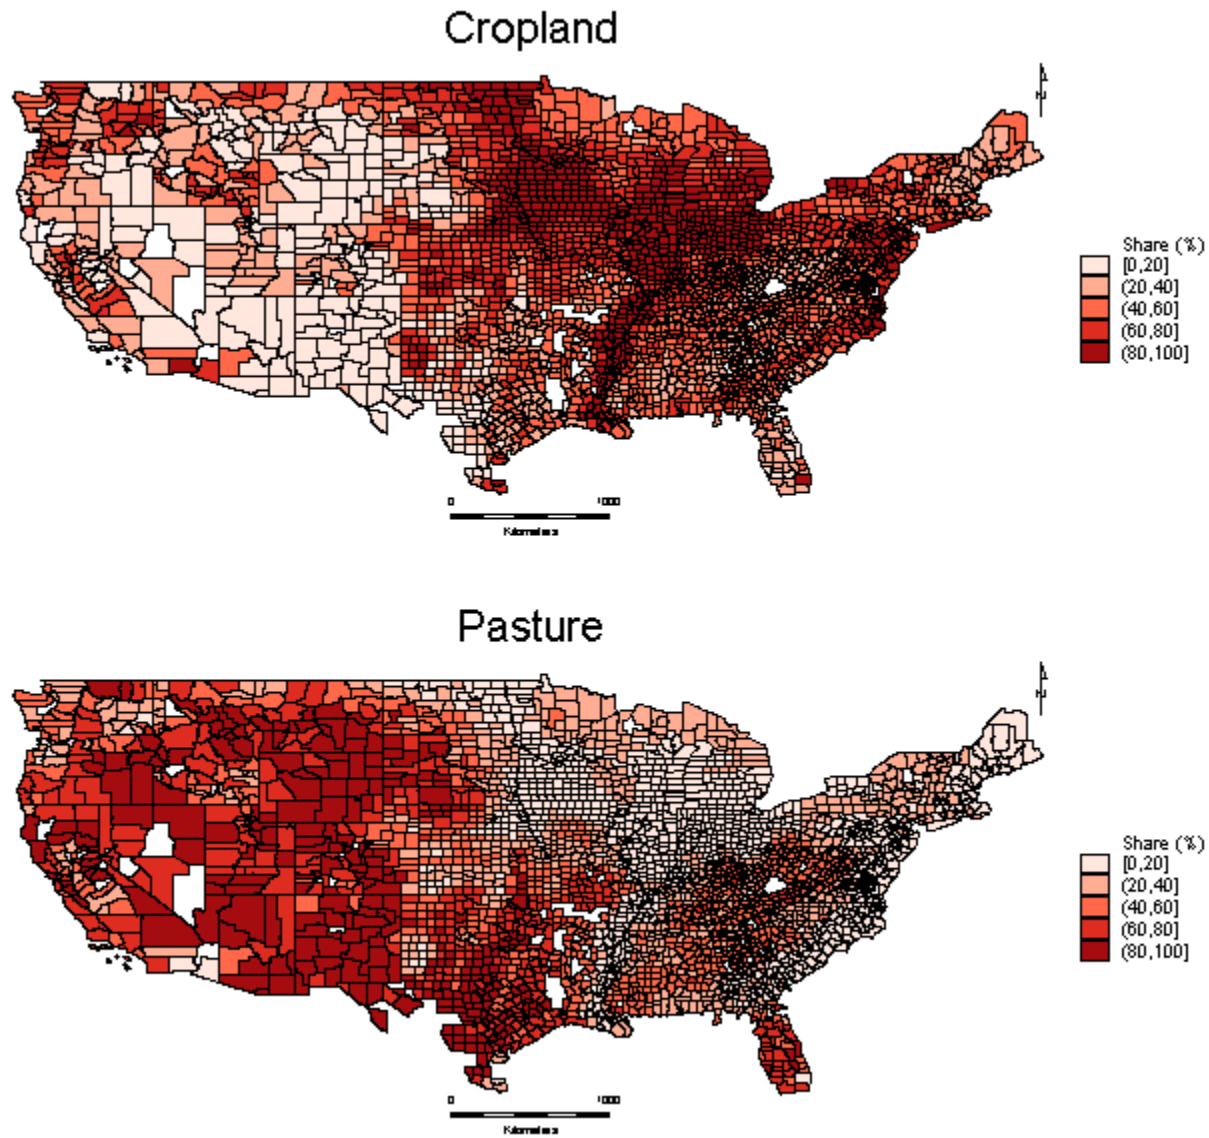 Cropland
N
Share (%)
[0,20]
(20,40]
(40,60]
(60,80]
(80,100]
0 1000
Kilometers
Pasture
N
Share (%)
[0,20]
(20,40]
(40,60]
(60,80]
(80,100]
0 1000
Kilometers